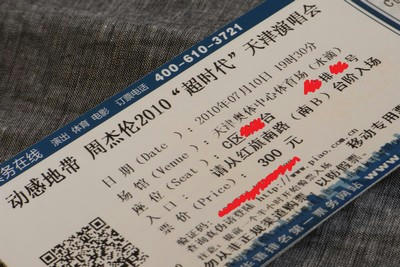 400-610-3721
票务在线 演出 体育 电影 订票电话
动感地带 周杰伦2010“超时代”天津演唱会
日期(Date):2010年07月10日 19时30分
场馆(Venue):天津奥体中心体育场(水滴)
座位(Seat):C区 台 排 号
入口:请从红旗南路(南B)台阶入场
票价(Price):300 元
验证码:
移动专用票